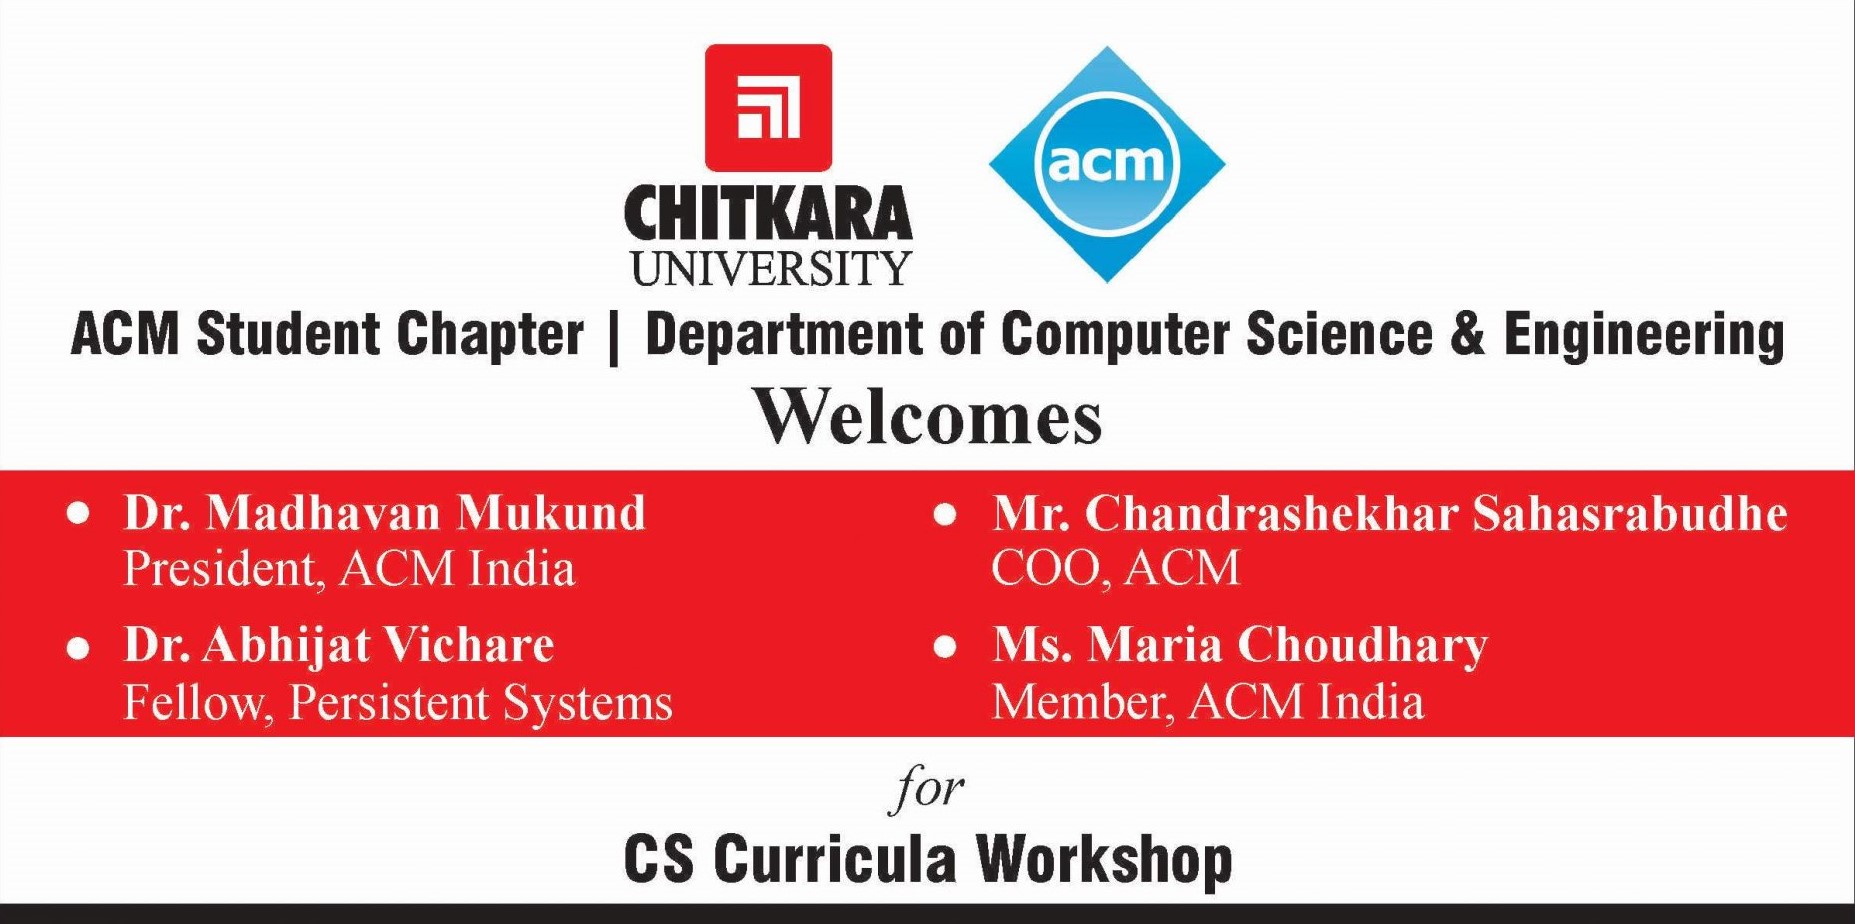 CHITKARA
UNIVERSITY
acm
ACM Student Chapter | Department of Computer Science & Engineering
Welcomes
• Dr. Madhavan Mukund
President, ACM India
• Dr. Abhijat Vichare
Fellow, Persistent Systems
• Mr. Chandrashekhar Sahasrabudhe
COO, ACM
• Ms. Maria Choudhary
Member, ACM India
for
CS Curricula Workshop